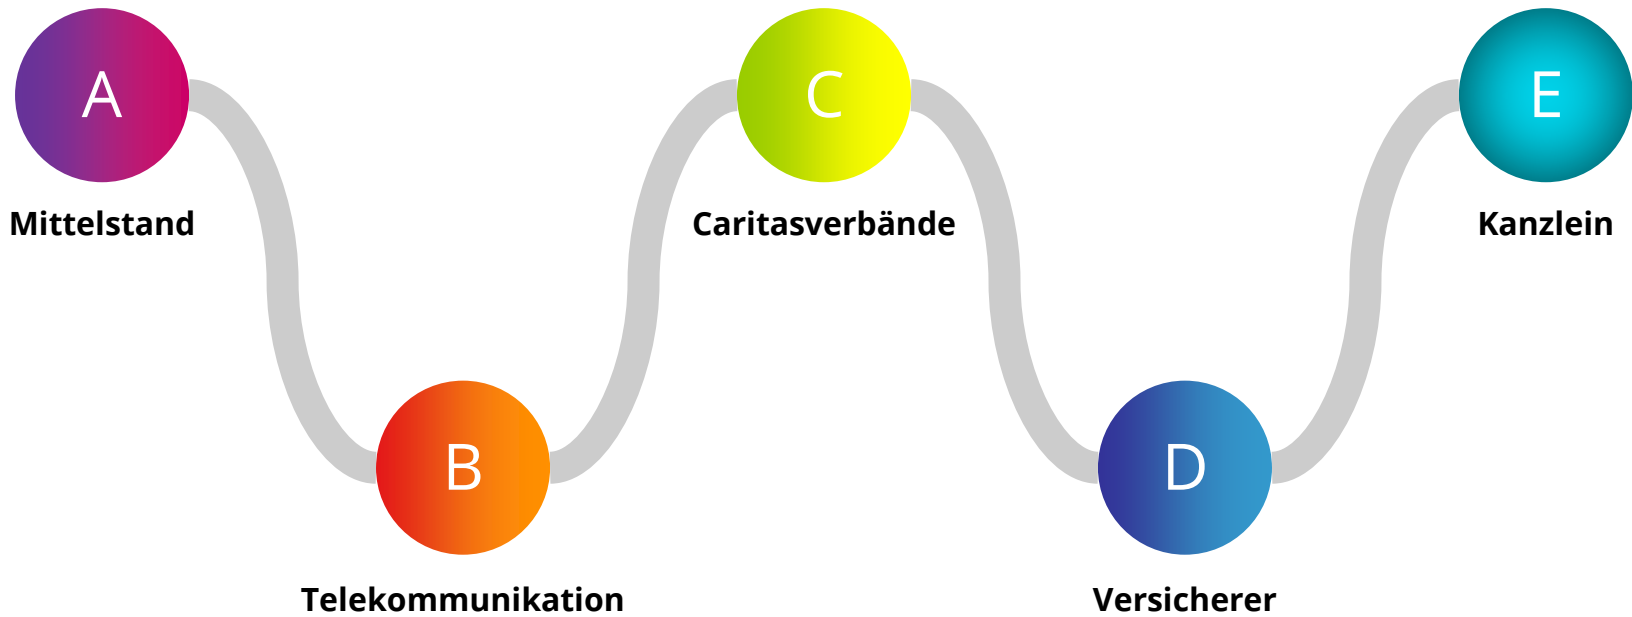 A
Mittelstand
B
Telekommunikation
C
Caritasverbände
D
Versicherer
E
Kanzlein